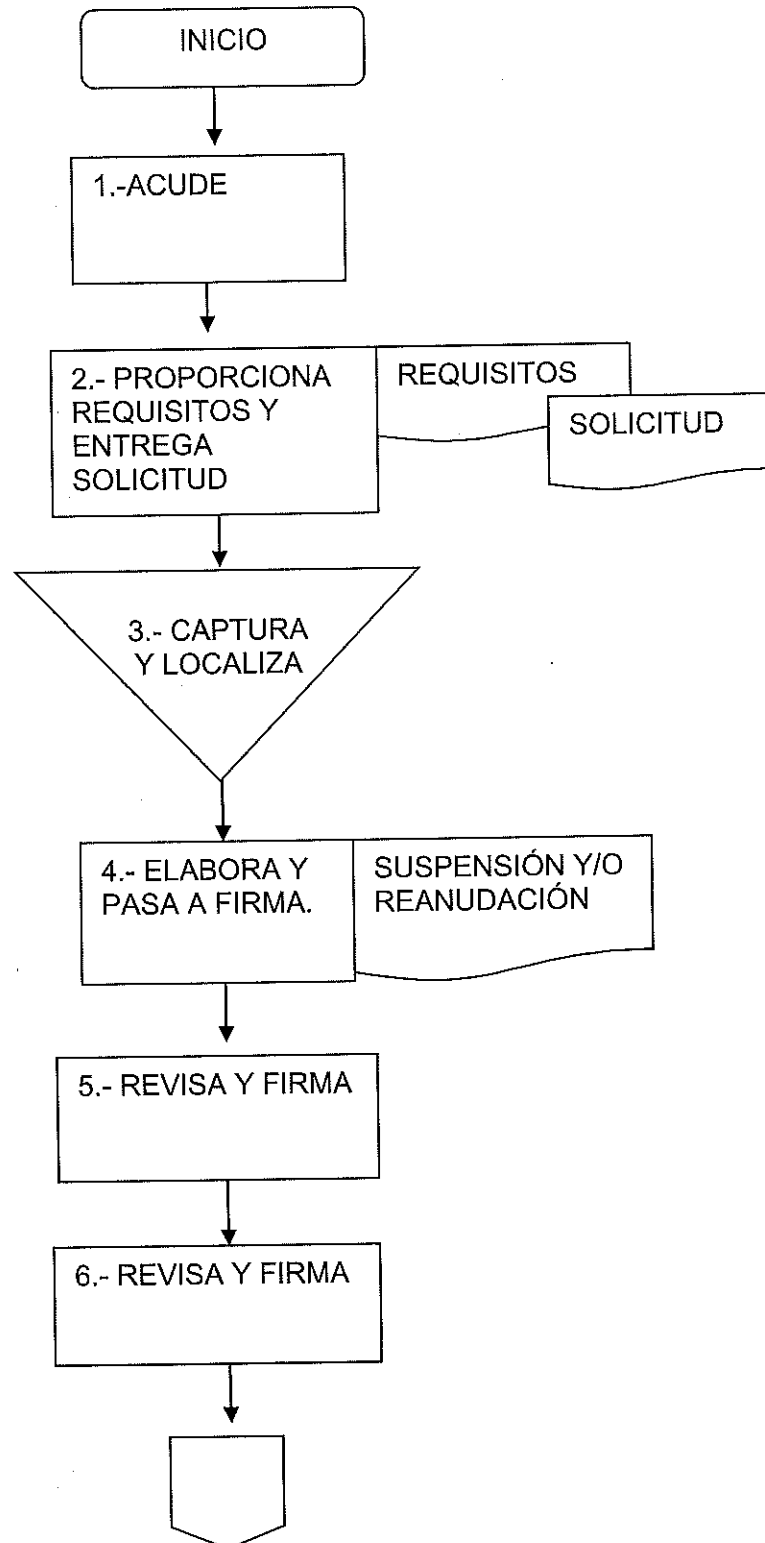 INICIO
1.-ACUDE
2.- PROPORCIONA
REQUISITOS Y
ENTREGA
SOLICITUD
REQUISITOS
SOLICITUD
3.- CAPTURA
Y LOCALIZA
4.- ELABORA Y
PASA A FIRMA.
SUSPENSIÓN Y/O
REANUDACIÓN
5.- REVISA Y FIRMA
6.- REVISA Y FIRMA